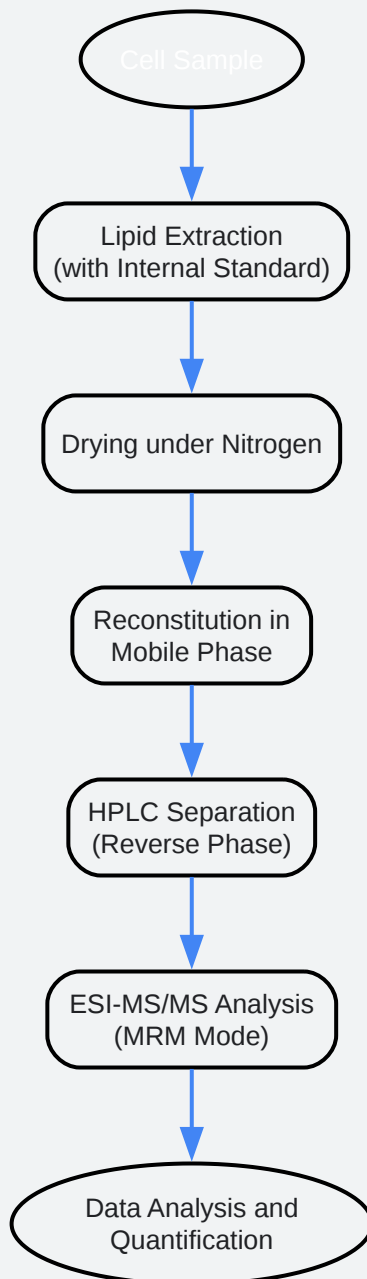 Cell Sample
Lipid Extraction
(with Internal Standard)
Drying under Nitrogen
Reconstitution in
Mobile Phase
HPLC Separation
(Reverse Phase)
ESI-MS/MS Analysis
(MRM Mode)
Data Analysis and
Quantification